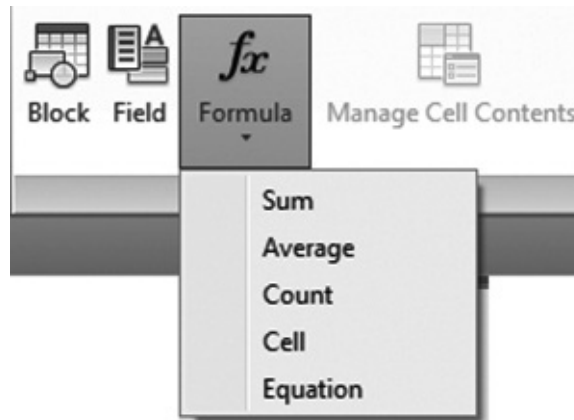 fx
Block Field Formula Manage Cell Contents
Sum
Average
Count
Cell
Equation